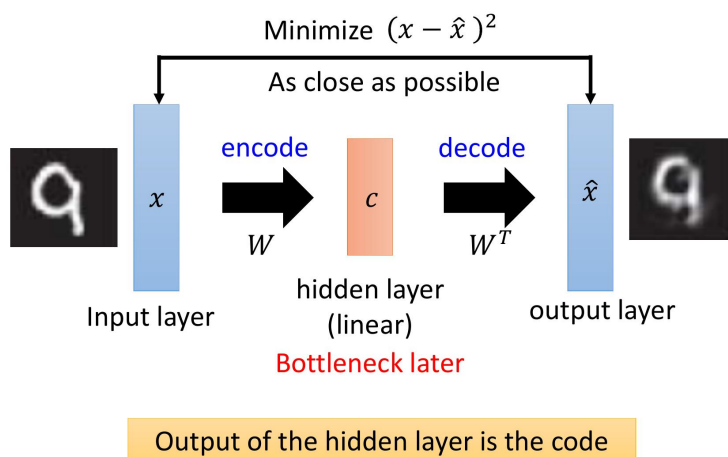 Minimize (x − x̂)²
As close as possible
encode
decode
x
c
x̂
W
Wᵀ
Input layer
hidden layer
(linear)
output layer
Bottleneck later
Output of the hidden layer is the code